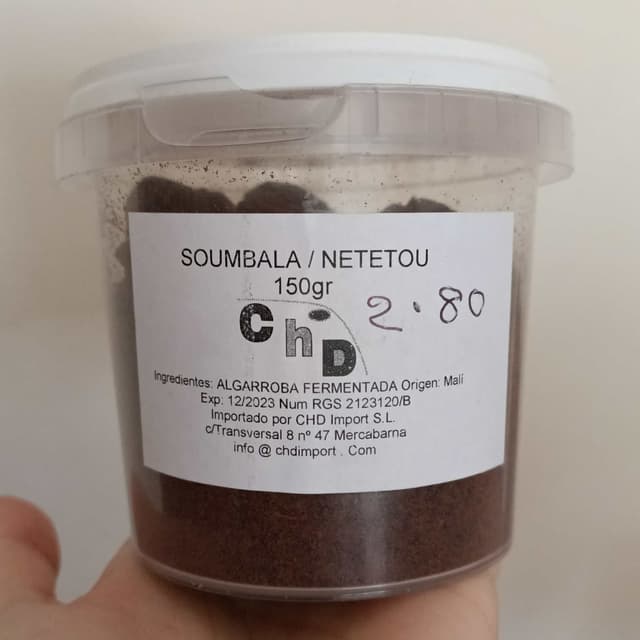 SOUMBALA / NETETOU
150gr
2.80
ChD
Ingredientes: ALGARROBA FERMENTADA Origen: Malí
Exp: 12/2023 Num RGS 2123120/B
Importado por CHD Import S.L.
c/Transversal 8 nº 47 Mercabarna
info @ chdimport . Com